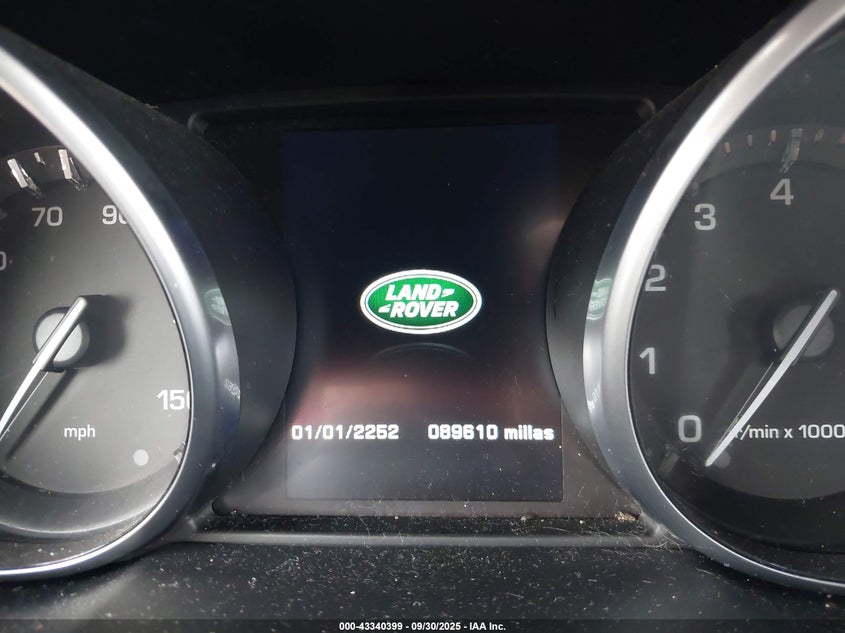 70
90
150
mph
LAND
ROVER
01/01/2252 089610 millas
4
3
2
1
0
r/min x 1000
000-43340399 - 09/30/2025 - IAA Inc.